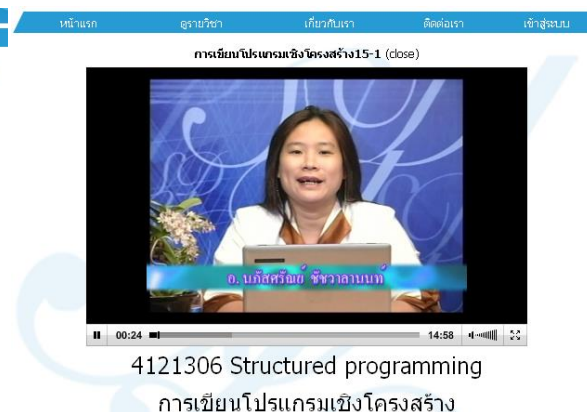 หน้าแรก ดูรายวิชา เกี่ยวกับเรา ติดต่อเรา เข้าสู่ระบบ
การเขียนโปรแกรมเชิงโครงสร้าง15-1 (close)
อ. นภัสศรัณย์ ชัชวาลานนท์
00:24 14:58
4121306 Structured programming
การเขียนโปรแกรมเชิงโครงสร้าง